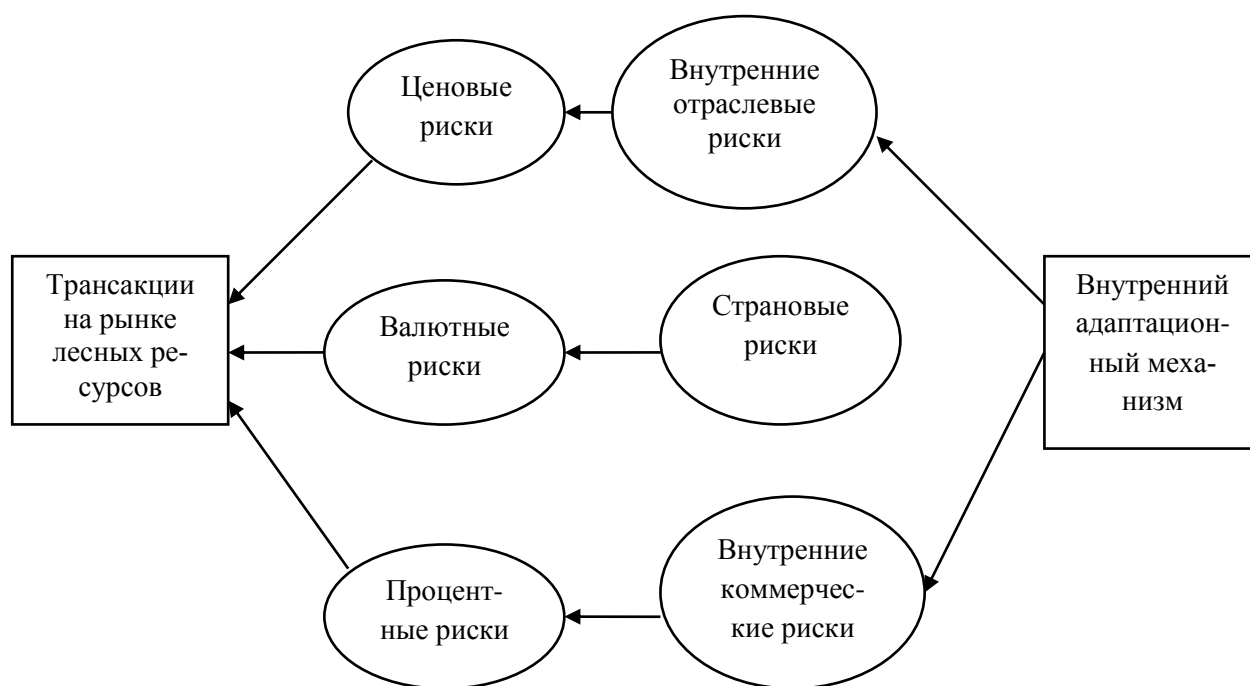 Ценовые
риски
Внутренние
отраслевые
риски
Трансакции
на рынке
лесных ре-
сурсов
Валютные
риски
Страновые
риски
Внутренний
адаптацион-
ный меха-
низм
Процент-
ные риски
Внутренние
коммерчес-
кие риски